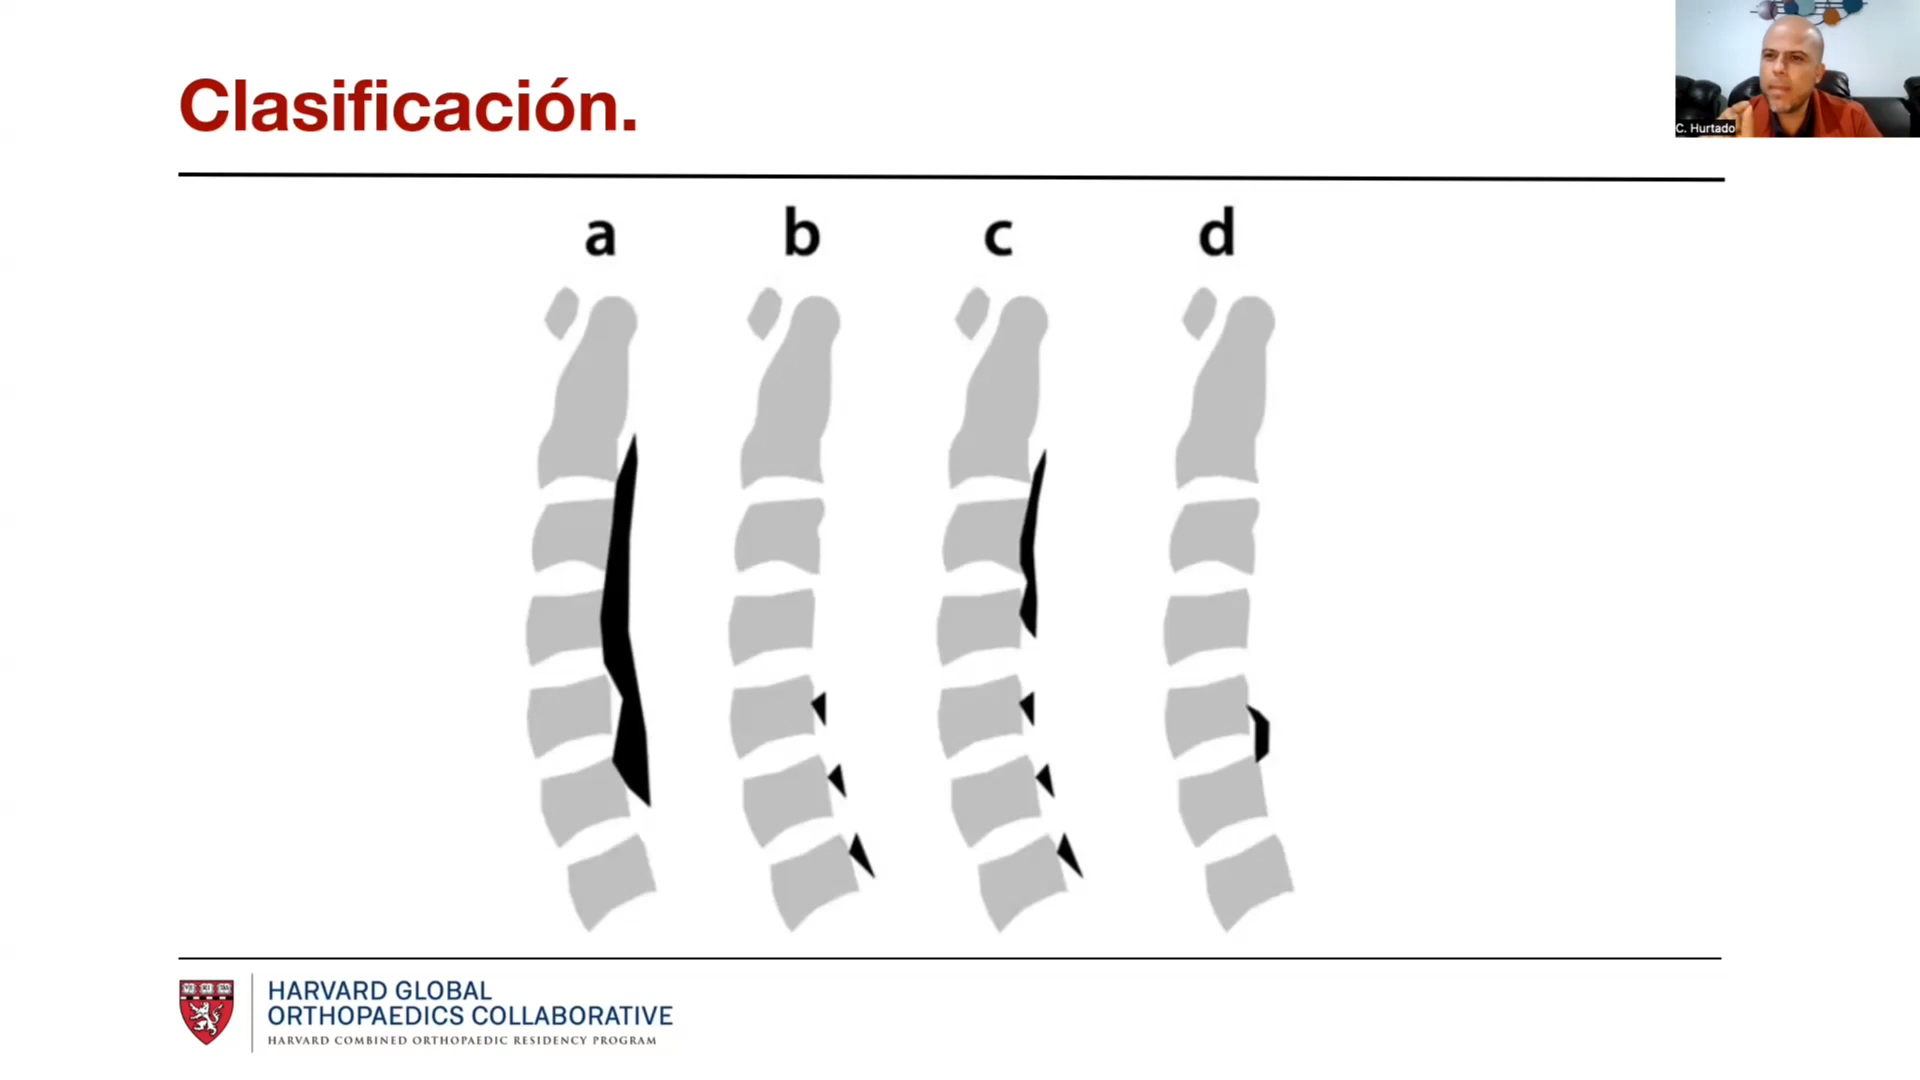 Clasificación.
C. Hurtado
a b c d
HARVARD GLOBAL
ORTHOPAEDICS COLLABORATIVE
HARVARD COMBINED ORTHOPAEDIC RESIDENCY PROGRAM